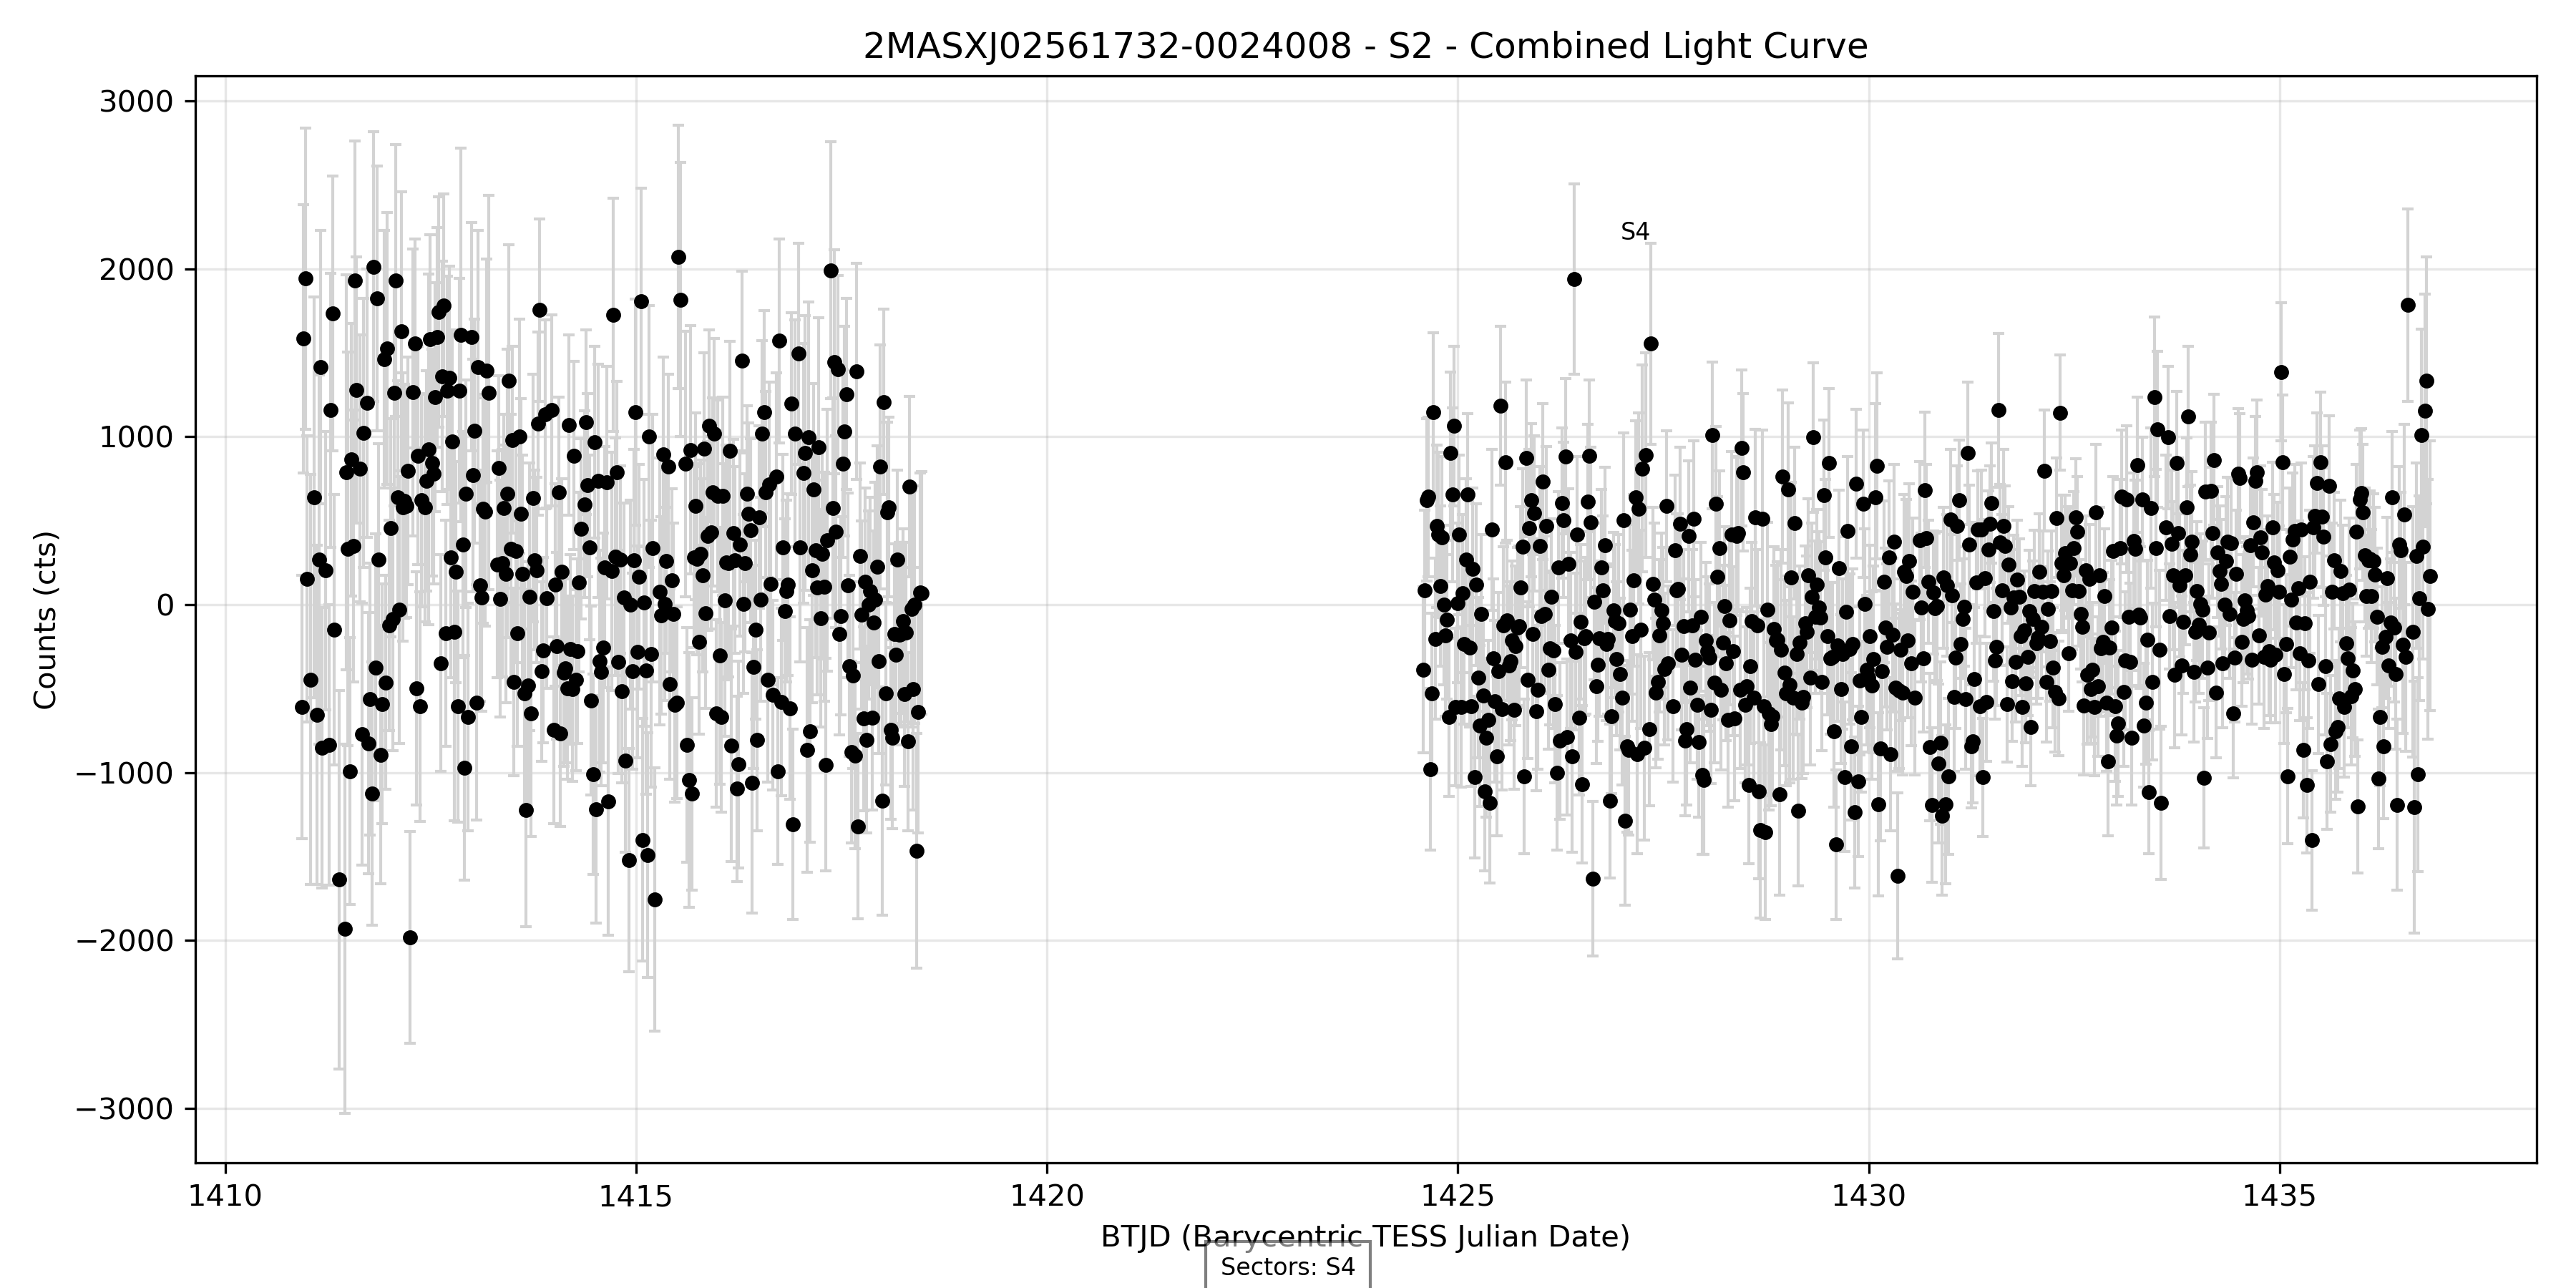 2MASXJ02561732-0024008 - S2 - Combined Light Curve
Counts (cts)
3000
2000
1000
0
−1000
−2000
−3000
S4
1410 1415 1420 1425 1430 1435
BTJD (Barycentric TESS Julian Date)
Sectors: S4